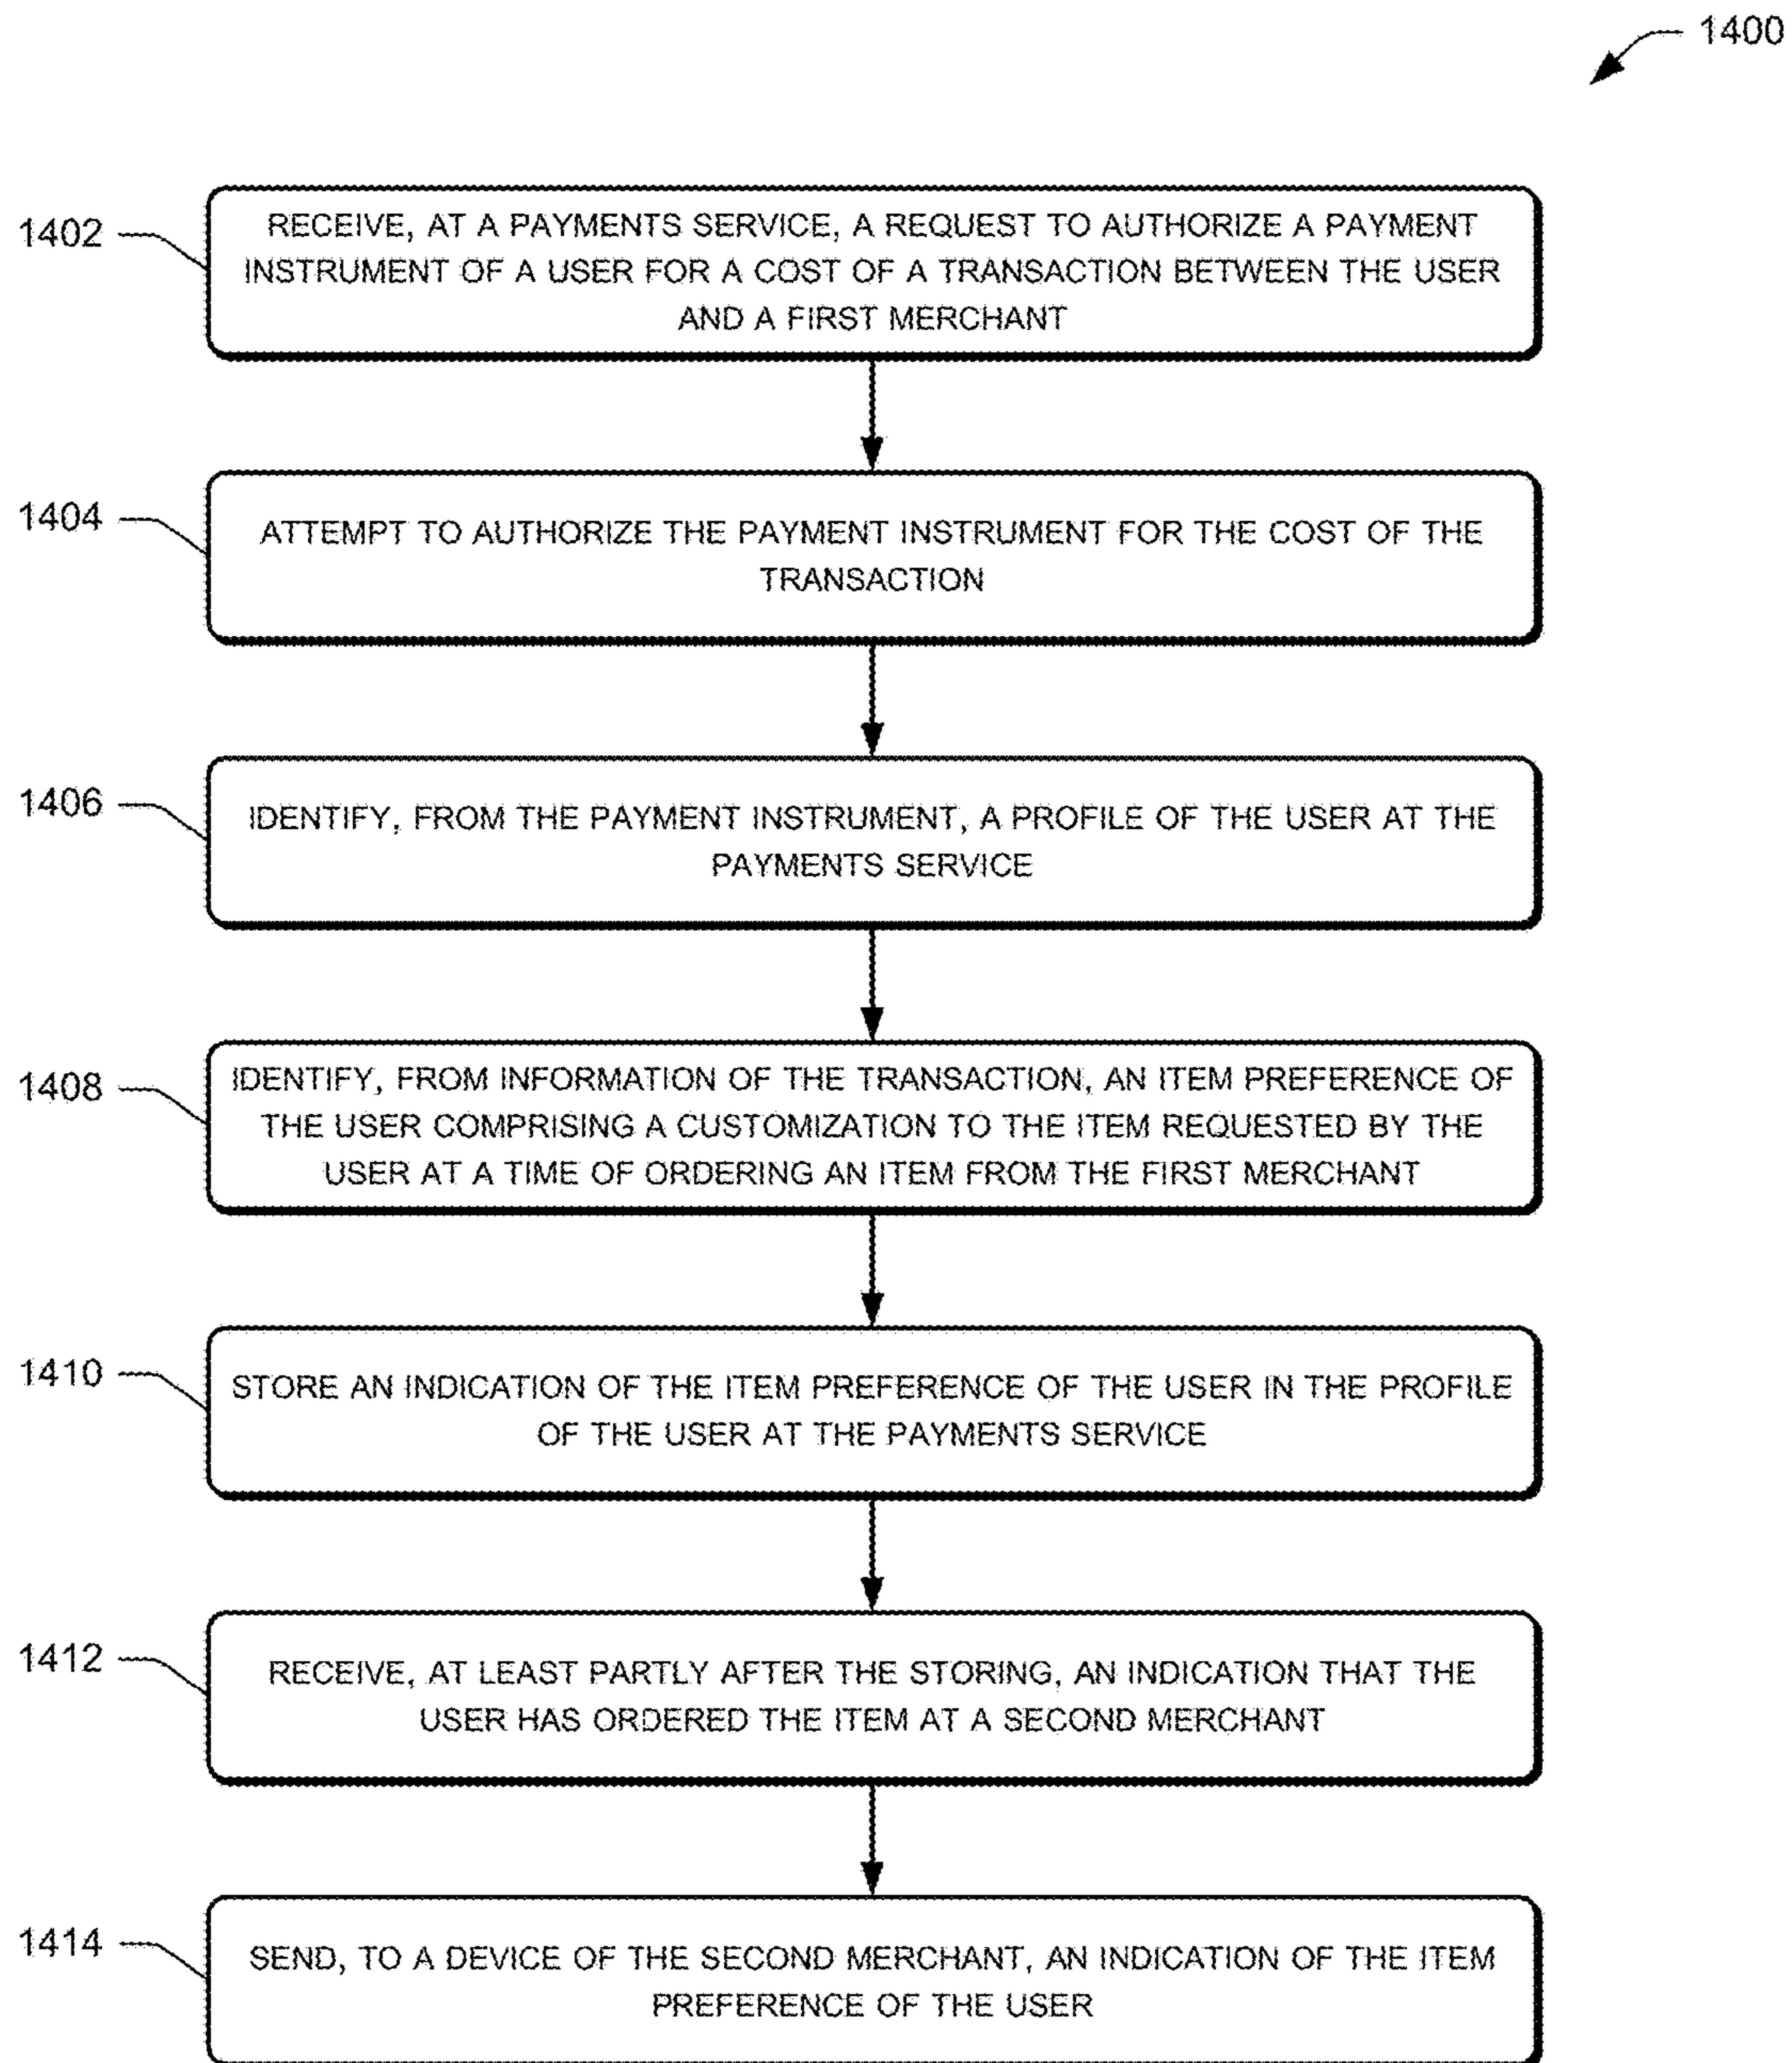 1400
1402
RECEIVE, AT A PAYMENTS SERVICE, A REQUEST TO AUTHORIZE A PAYMENT
INSTRUMENT OF A USER FOR A COST OF A TRANSACTION BETWEEN THE USER
AND A FIRST MERCHANT
1404
ATTEMPT TO AUTHORIZE THE PAYMENT INSTRUMENT FOR THE COST OF THE
TRANSACTION
1406
IDENTIFY, FROM THE PAYMENT INSTRUMENT, A PROFILE OF THE USER AT THE
PAYMENTS SERVICE
1408
IDENTIFY, FROM INFORMATION OF THE TRANSACTION, AN ITEM PREFERENCE OF
THE USER COMPRISING A CUSTOMIZATION TO THE ITEM REQUESTED BY THE
USER AT A TIME OF ORDERING AN ITEM FROM THE FIRST MERCHANT
1410
STORE AN INDICATION OF THE ITEM PREFERENCE OF THE USER IN THE PROFILE
OF THE USER AT THE PAYMENTS SERVICE
1412
RECEIVE, AT LEAST PARTLY AFTER THE STORING, AN INDICATION THAT THE
USER HAS ORDERED THE ITEM AT A SECOND MERCHANT
1414
SEND, TO A DEVICE OF THE SECOND MERCHANT, AN INDICATION OF THE ITEM
PREFERENCE OF THE USER